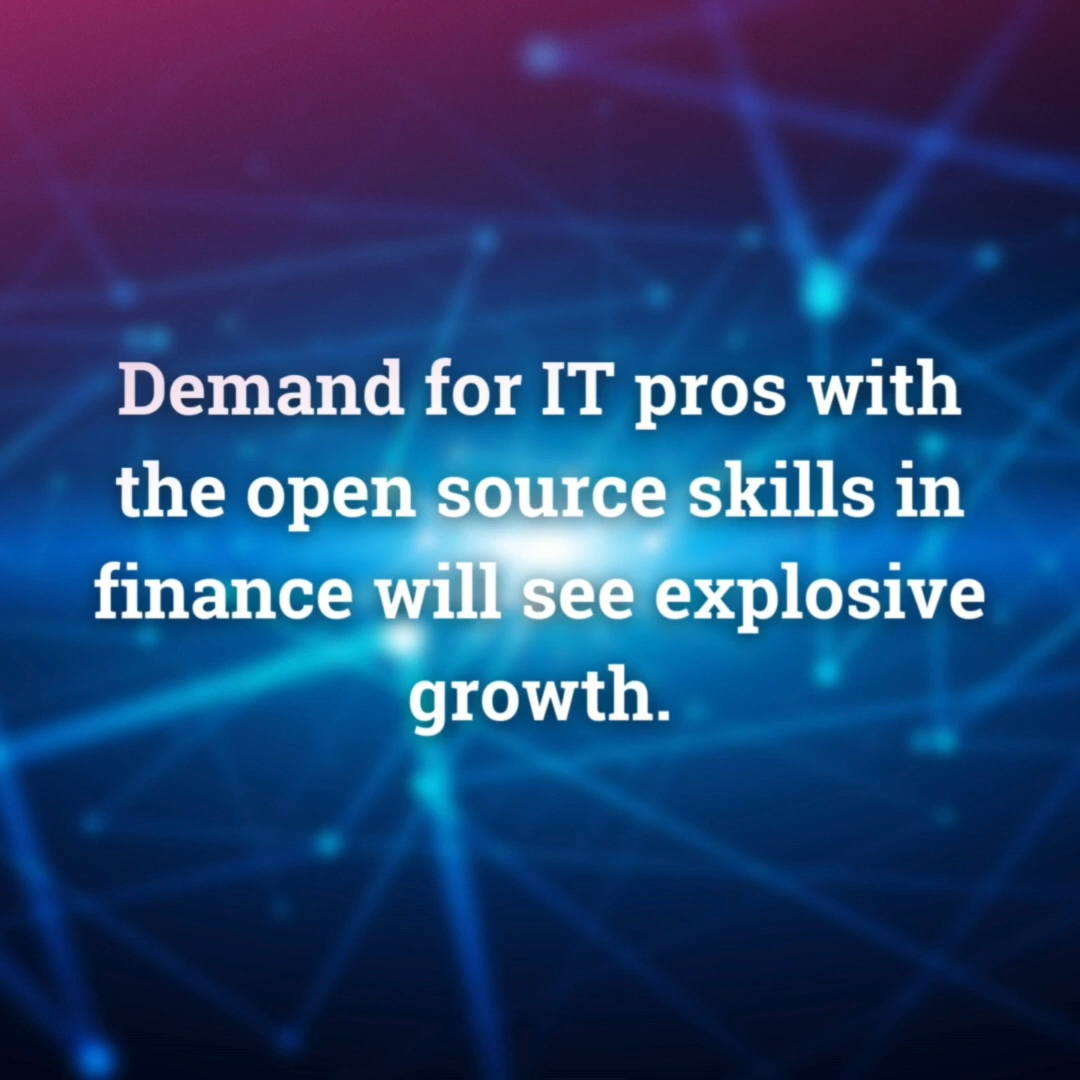 Demand for IT pros with
the open source skills in
finance will see explosive
growth.